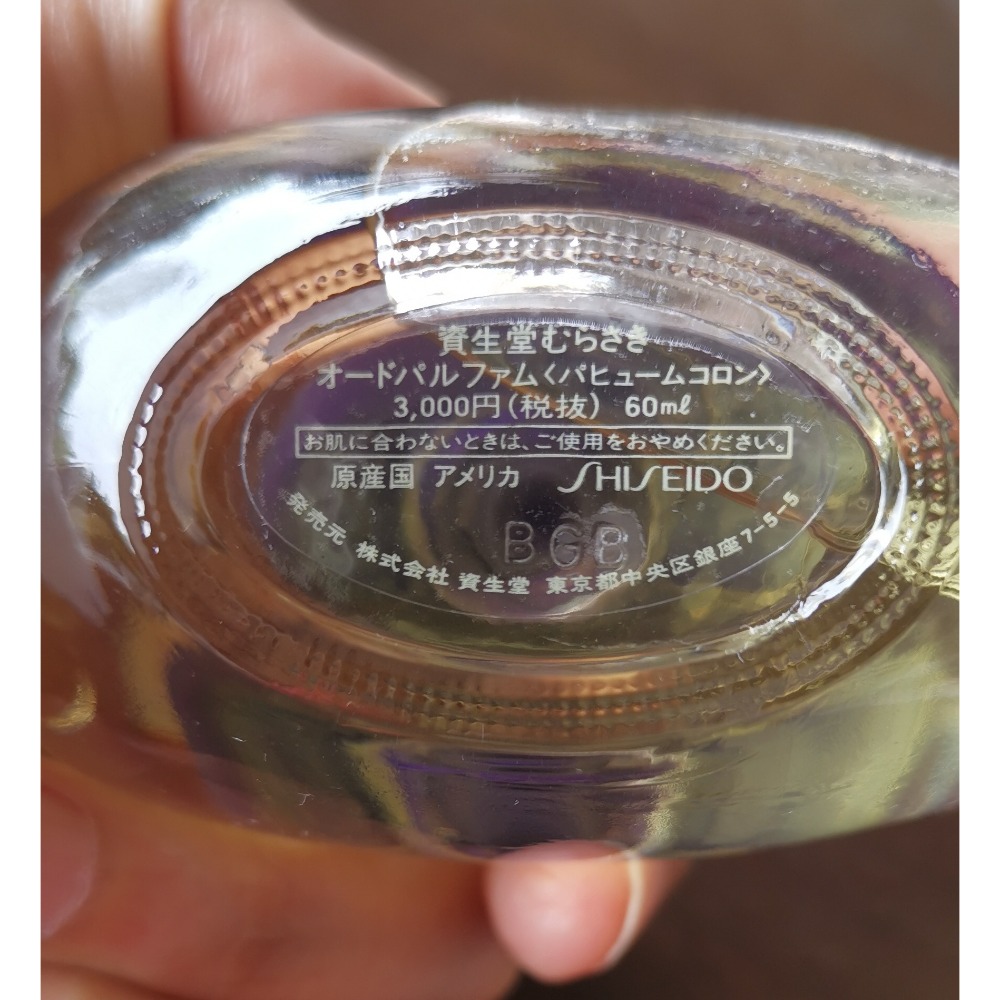 資生堂むらさき
オードパルファム〈パヒュームコロン〉
3,000円(税抜) 60mℓ
お肌に合わないときは、ご使用をおやめください。
原産国 アメリカ SHISEIDO
発売元 株式会社 資生堂 東京都中央区銀座7-5-5
BGB